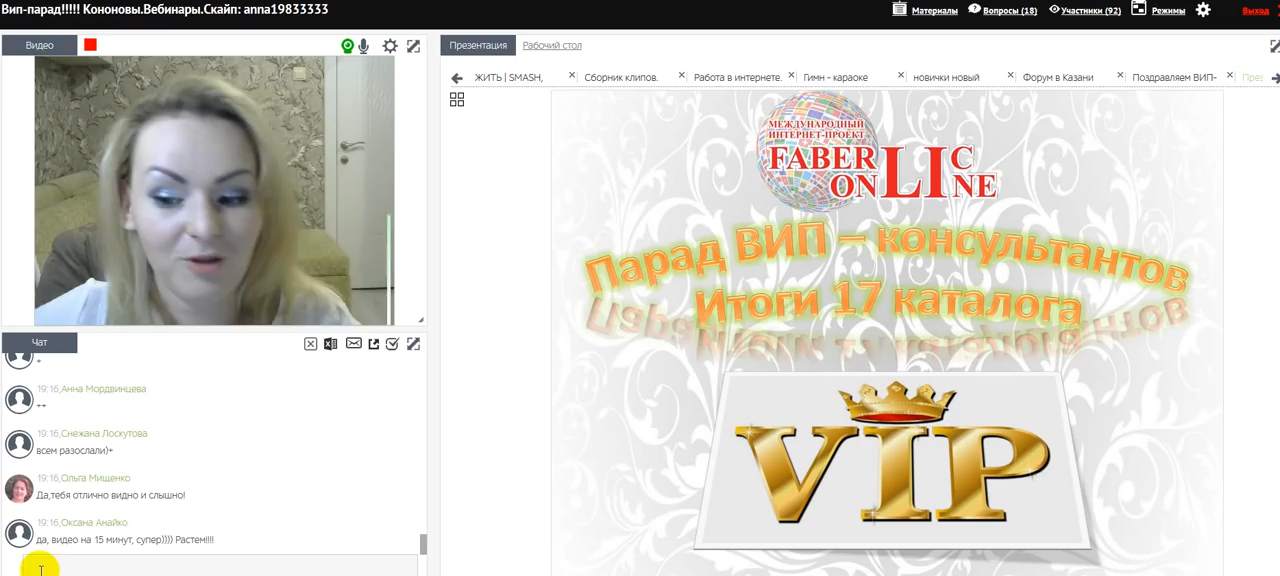 Вип-парад!!!!! Кононовы.Вебинары.Скайп: anna19833333
Материалы
Вопросы (18)
Участники (92)
Режимы
Выход
Видео
Презентация
Рабочий стол
ЖИТЬ | SMASH,
Сборник клипов.
Работа в интернете.
Гимн - караоке
новички новый
Форум в Казани
Поздравляем ВИП-
През
МЕЖДУНАРОДНЫЙ
ИНТЕРНЕТ-ПРОЕКТ
FABERLIC
ONLINE
Парад ВИП – консультантов
Итоги 17 каталога
VIP
Чат
+
19:16,Анна Мордвинцева
++
19:16,Снежана Лоскутова
всем разослали)+
19:16,Ольга Мищенко
Да,тебя отлично видно и слышно!
19:16,Оксана Анайко
да, видео на 15 минут, супер)))) Растем!!!!